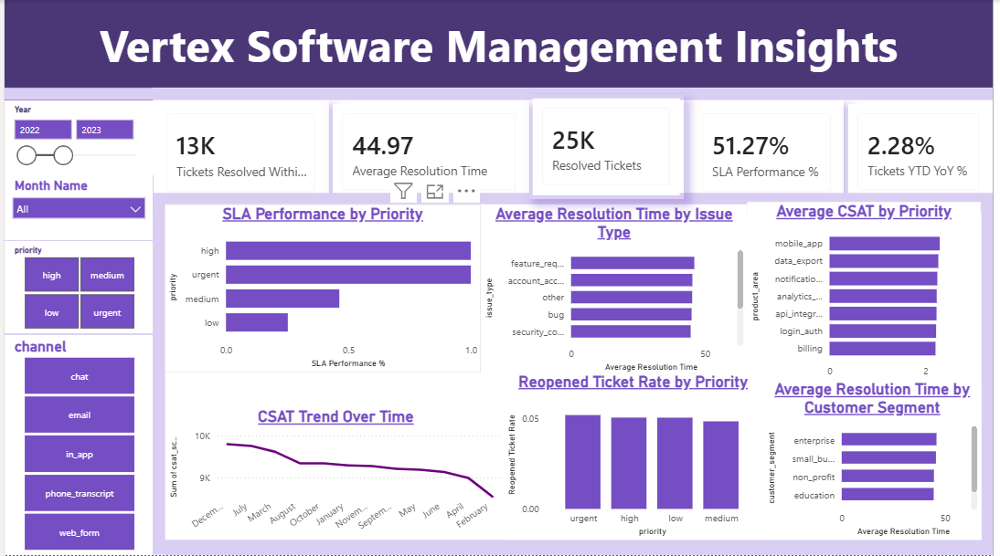 Vertex Software Management Insights
Year
2022
2023
Month Name
All
priority
high
medium
low
urgent
channel
chat
email
in_app
phone_transcript
web_form
13K
Tickets Resolved Withi...
44.97
Average Resolution Time
25K
Resolved Tickets
51.27%
SLA Performance %
2.28%
Tickets YTD YoY %
SLA Performance by Priority
priority
high
urgent
medium
low
0.0
0.5
1.0
SLA Performance %
Average Resolution Time by Issue
Type
issue_type
feature_req...
account_acc...
other
bug
security_co...
0
50
Average Resolution Time
Average CSAT by Priority
product_area
mobile_app
data_export
notificatio...
analytics_...
api_integr...
login_auth
billing
0
2
CSAT Trend Over Time
Sum of csat_sc...
10K
9K
Decem...
July
March
August
October
January
Novem...
Septem...
May
June
April
February
Reopened Ticket Rate by Priority
Reopened Ticket Rate
0.05
0.00
urgent
high
low
medium
priority
Average Resolution Time by
Customer Segment
customer_segment
enterprise
small_bu...
non_profit
education
0
50
Average Resolution Time